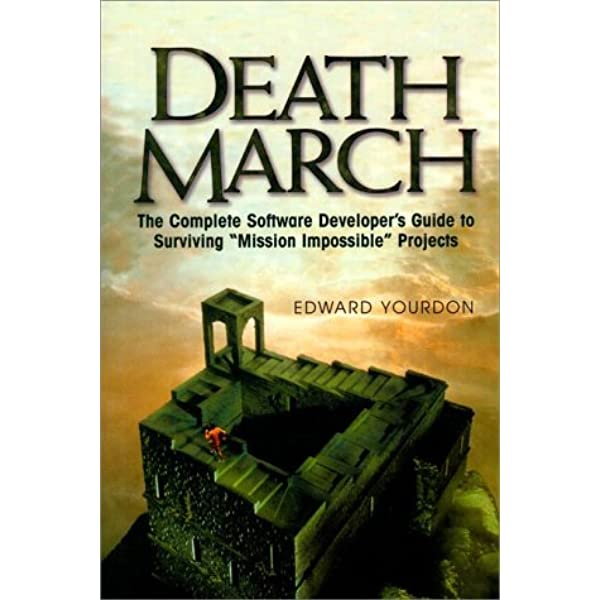 DEATH
MARCH
The Complete Software Developer's Guide to
Surviving "Mission Impossible" Projects
EDWARD YOURDON